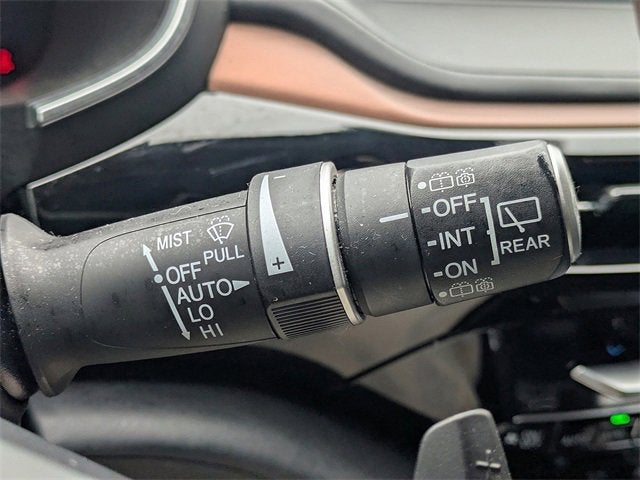 MIST
PULL
OFF
AUTO
LO
HI
-
+
OFF
INT
ON
REAR
+